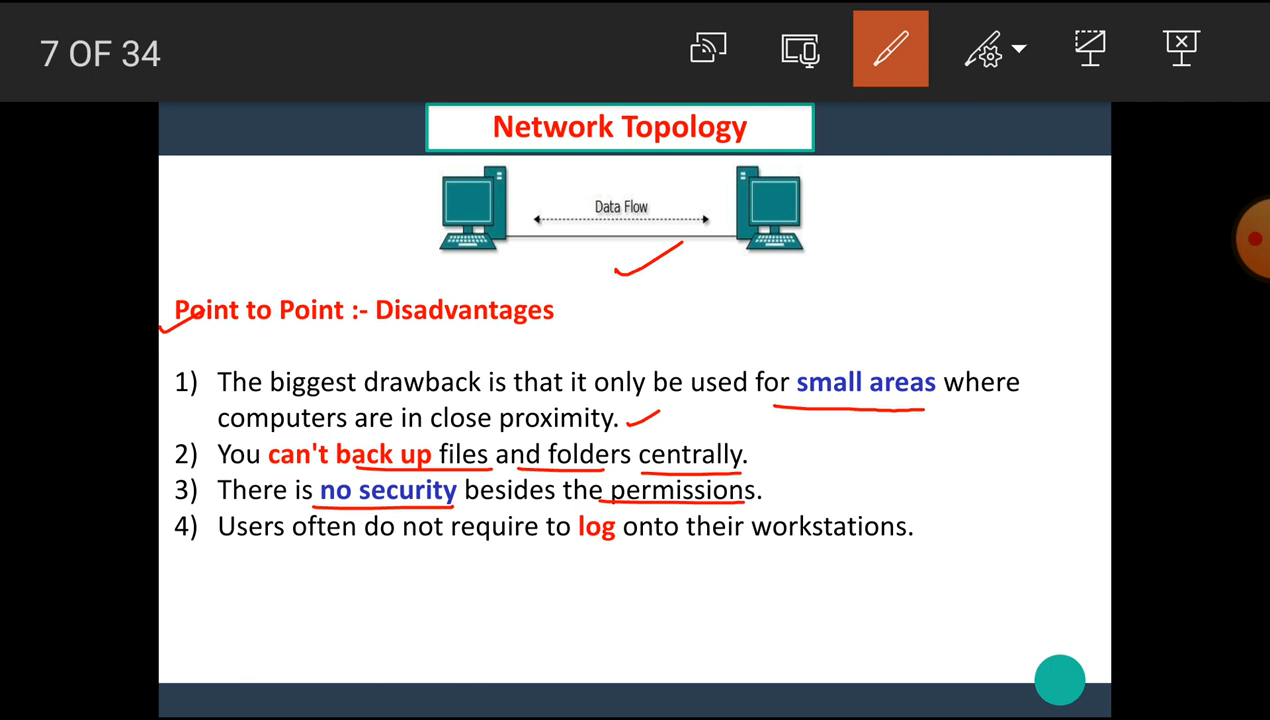 7 OF 34
Network Topology
Data Flow
Point to Point :- Disadvantages
1) The biggest drawback is that it only be used for small areas where
computers are in close proximity.
2) You can't back up files and folders centrally.
3) There is no security besides the permissions.
4) Users often do not require to log onto their workstations.